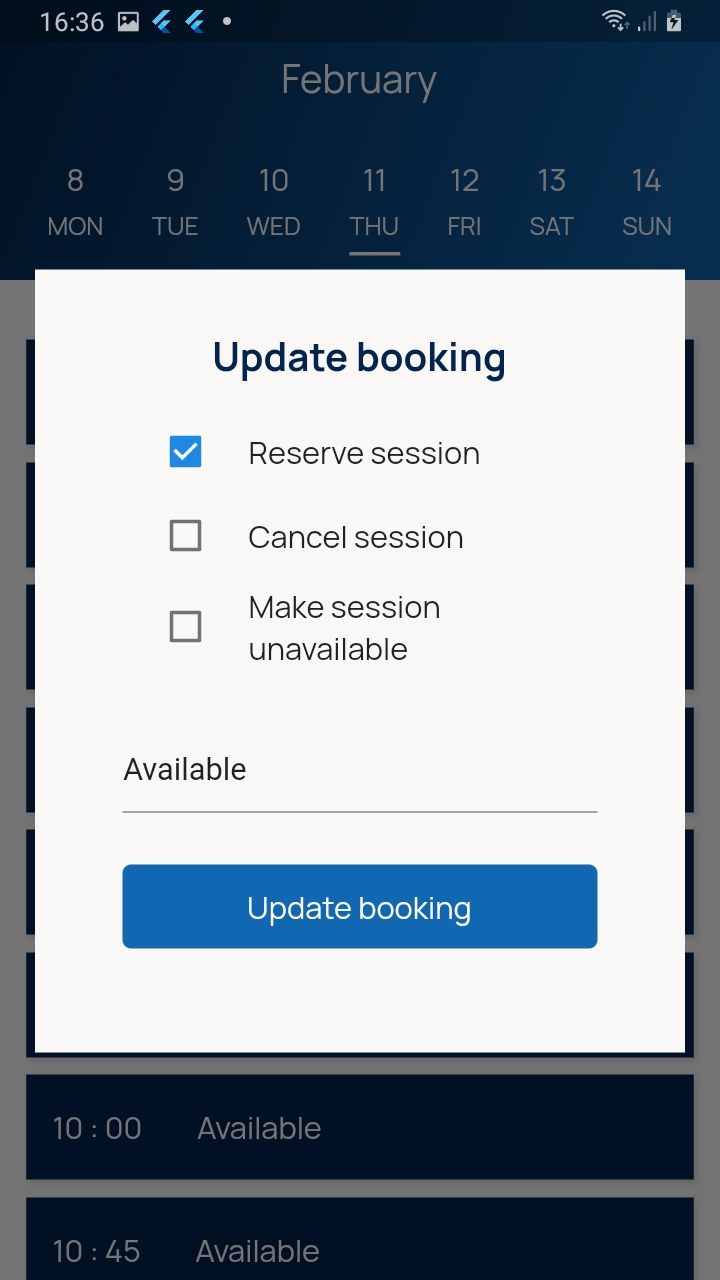 16:36
February
8 9 10 11 12 13 14
MON TUE WED THU FRI SAT SUN
Update booking
Reserve session
Cancel session
Make session
unavailable
Available
Update booking
10 : 00 Available
10 : 45 Available